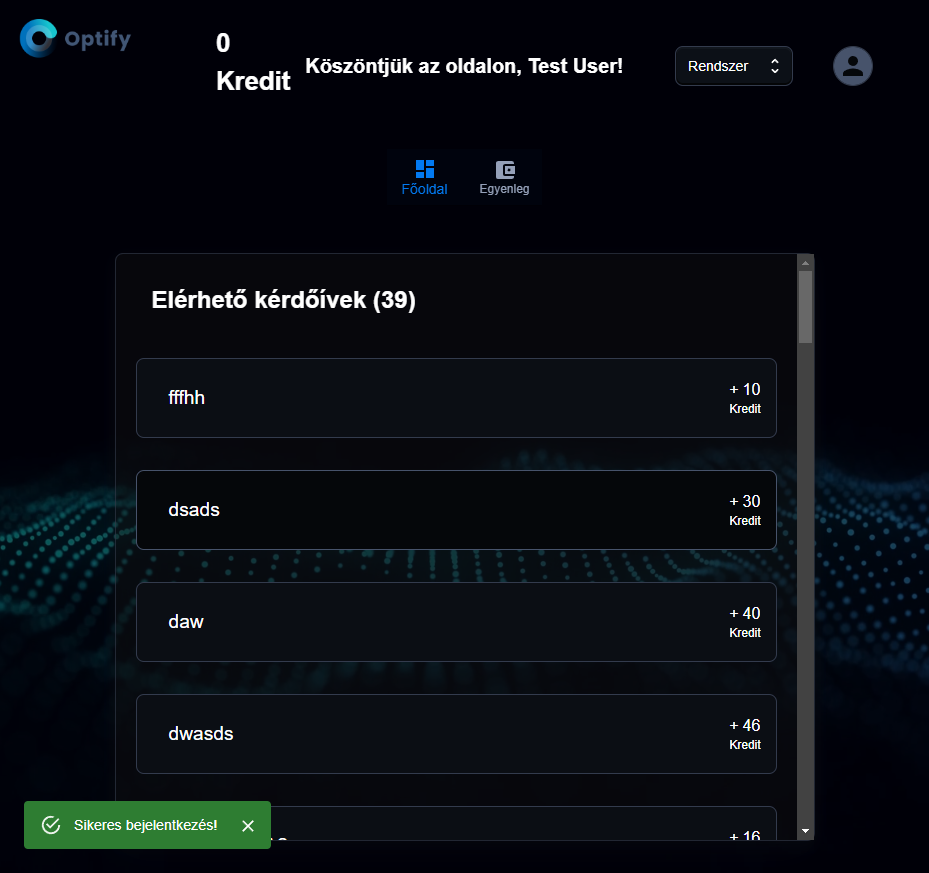 Optify
0
Kredit
Köszöntjük az oldalon, Test User!
Rendszer
Főoldal
Egyenleg
Elérhető kérdőívek (39)
fffhh
+ 10
Kredit
dsads
+ 30
Kredit
daw
+ 40
Kredit
dwasds
+ 46
Kredit
+ 16
Sikeres bejelentkezés!